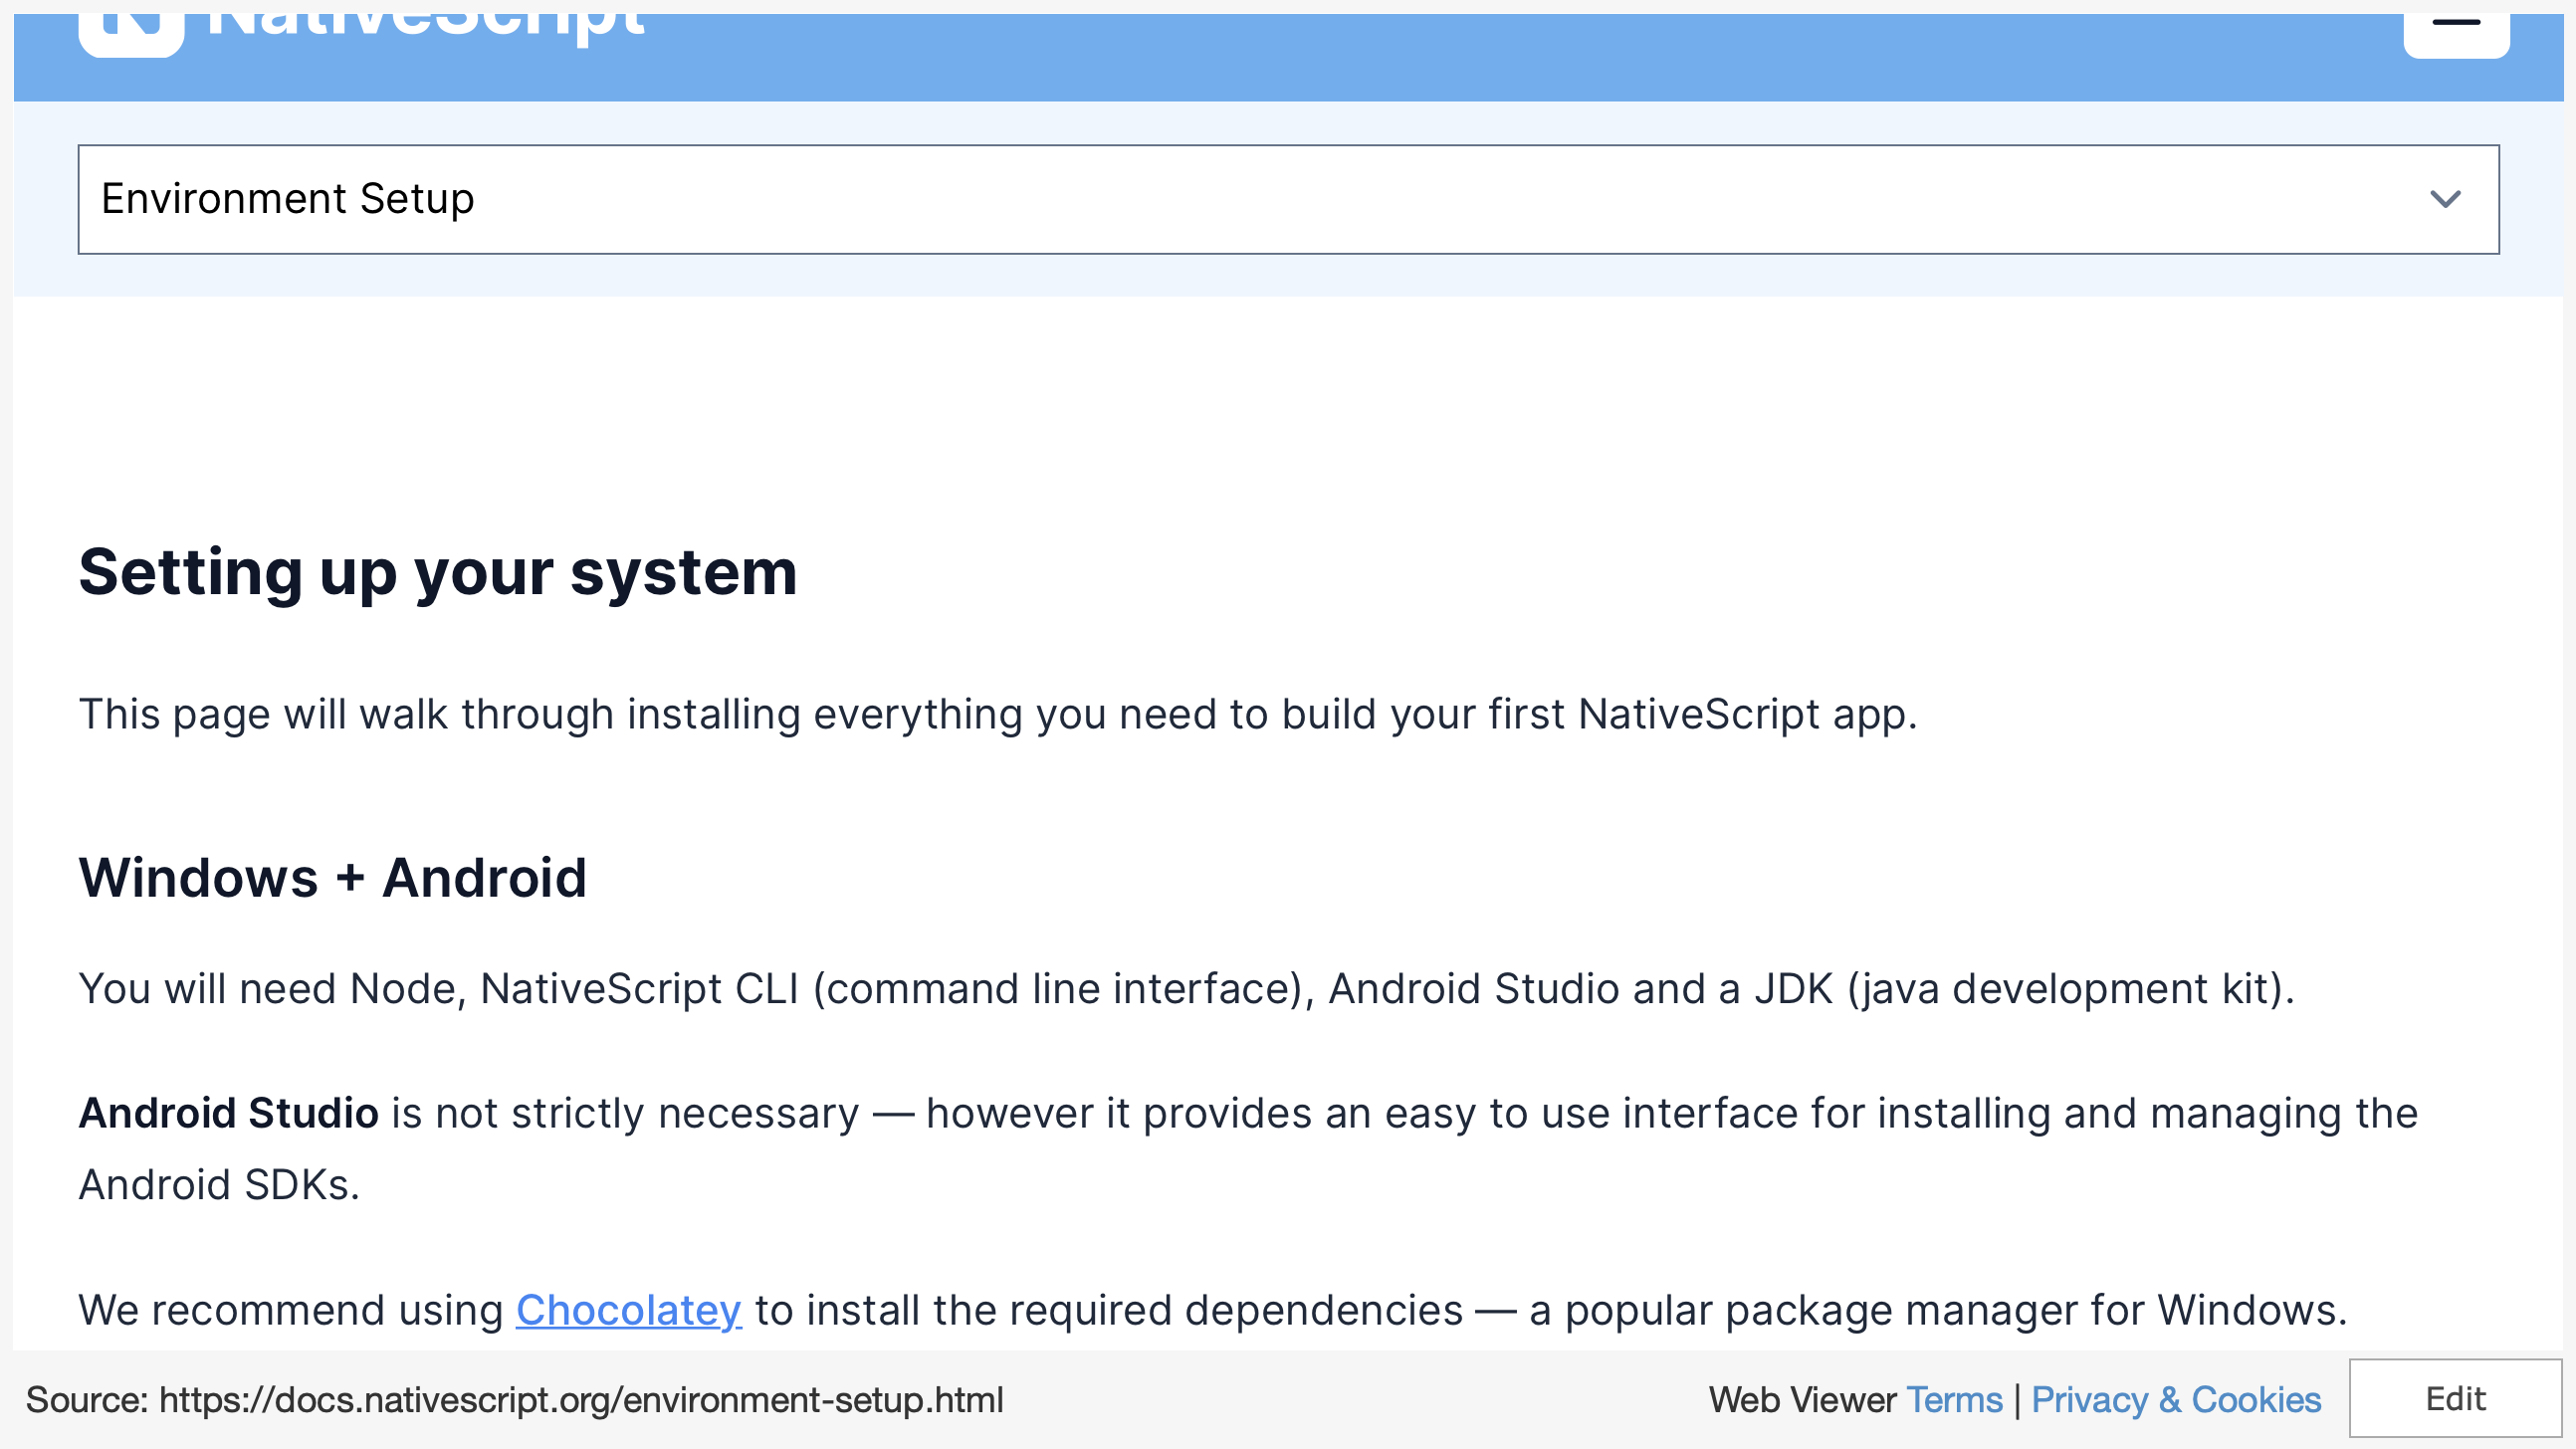 NativeScript
Environment Setup
Setting up your system
This page will walk through installing everything you need to build your first NativeScript app.
Windows + Android
You will need Node, NativeScript CLI (command line interface), Android Studio and a JDK (java development kit).
Android Studio is not strictly necessary — however it provides an easy to use interface for installing and managing the
Android SDKs.
We recommend using Chocolatey to install the required dependencies — a popular package manager for Windows.
Source: https://docs.nativescript.org/environment-setup.html
Web Viewer Terms | Privacy & Cookies
Edit